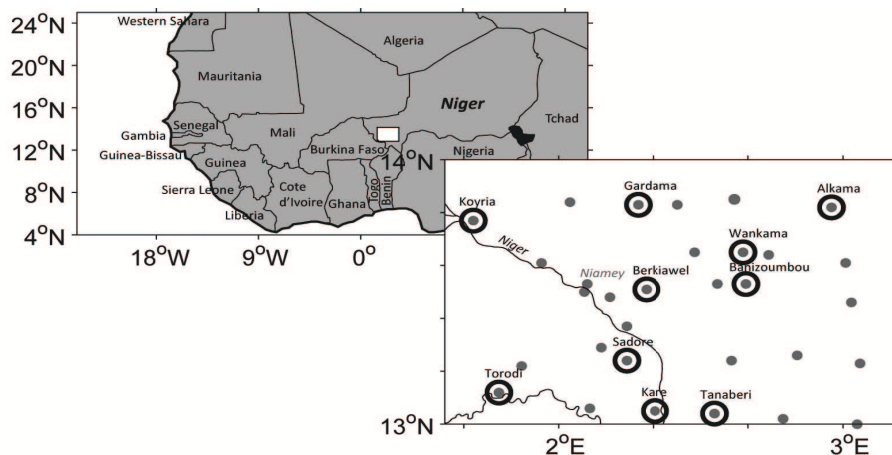 24°N
20°N
16°N
12°N
8°N
4°N
18°W
9°W
0°
Western Sahara
Algeria
Mauritania
Niger
Tchad
Senegal
Gambia
Mali
Guinea-Bissau
Burkina Faso
Nigeria
Guinea
Sierra Leone
Cote
d'Ivoire
Ghana
Togo
Benin
Liberia
14°N
13°N
2°E
3°E
Koyria
Gardama
Alkama
Niger
Wankama
Niamey
Berkiawel
Banizoumbou
Sadore
Torodi
Kare
Tanaberi